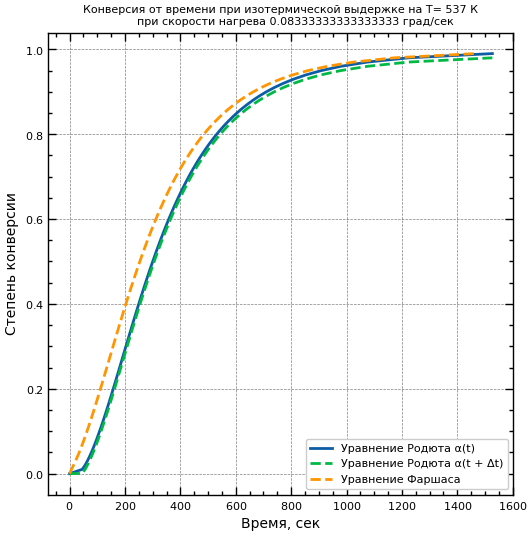 Конверсия от времени при изотермической выдержке на T= 537 К
при скорости нагрева 0.08333333333333333 град/сек
Степень конверсии
1.0
0.8
0.6
0.4
0.2
0.0
0 200 400 600 800 1000 1200 1400 1600
Время, сек
Уравнение Родюта α(t)
Уравнение Родюта α(t + Δt)
Уравнение Фаршаса